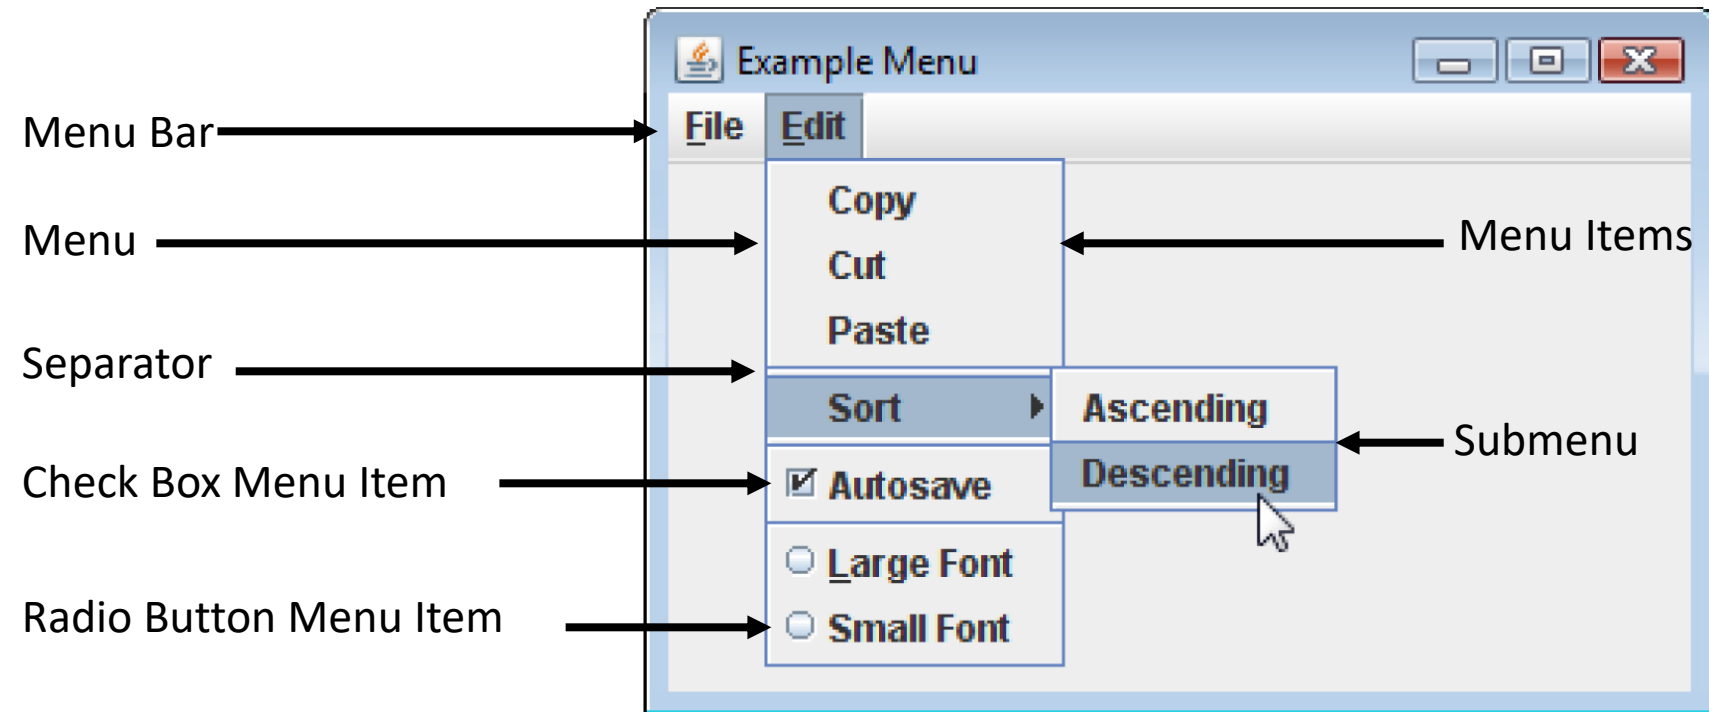 Example Menu
Menu Bar
File Edit
Copy
Menu
Menu Items
Cut
Paste
Separator
Sort
Ascending
Submenu
Descending
Check Box Menu Item
Autosave
Large Font
Radio Button Menu Item
Small Font